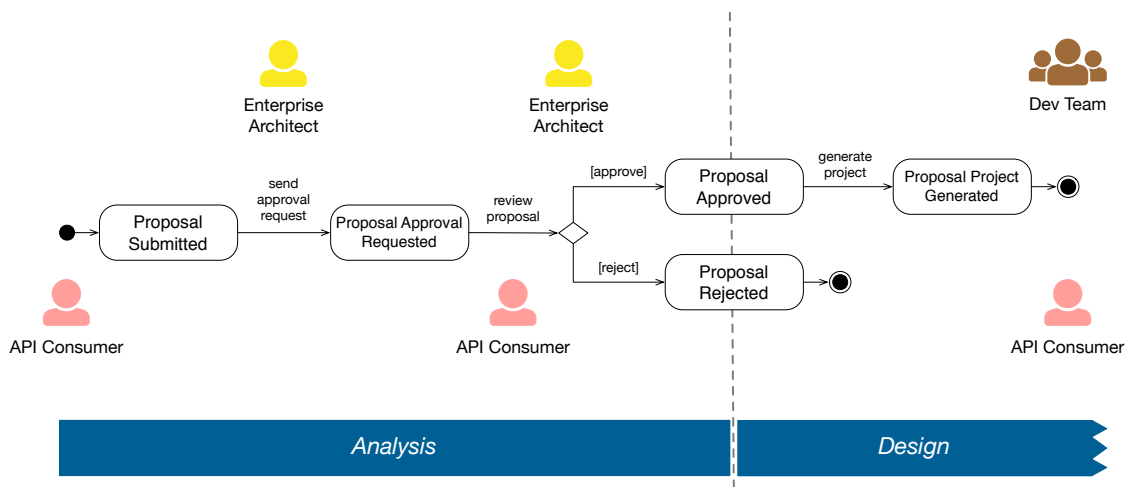 Enterprise
Architect
Enterprise
Architect
Dev Team
send
approval
request
review
proposal
[approve]
generate
project
Proposal
Submitted
Proposal Approval
Requested
Proposal
Approved
Proposal Project
Generated
[reject]
Proposal
Rejected
API Consumer
API Consumer
API Consumer
Analysis
Design